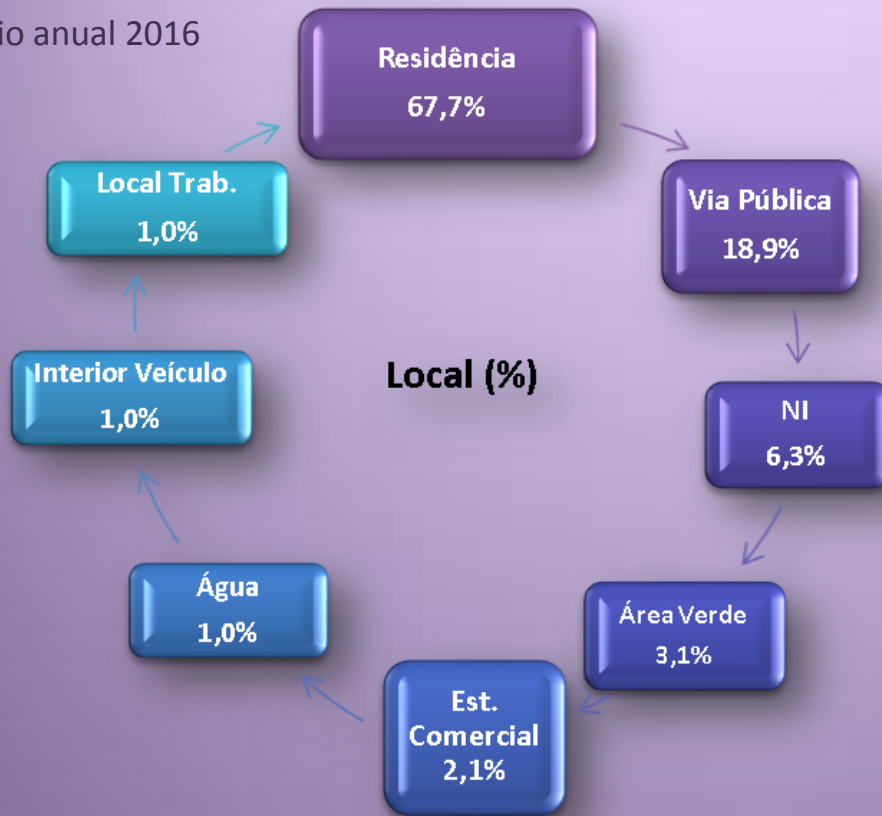 io anual 2016
Residência
67,7%
Via Pública
18,9%
NI
6,3%
Área Verde
3,1%
Est.
Comercial
2,1%
Água
1,0%
Interior Veículo
1,0%
Local Trab.
1,0%
Local (%)